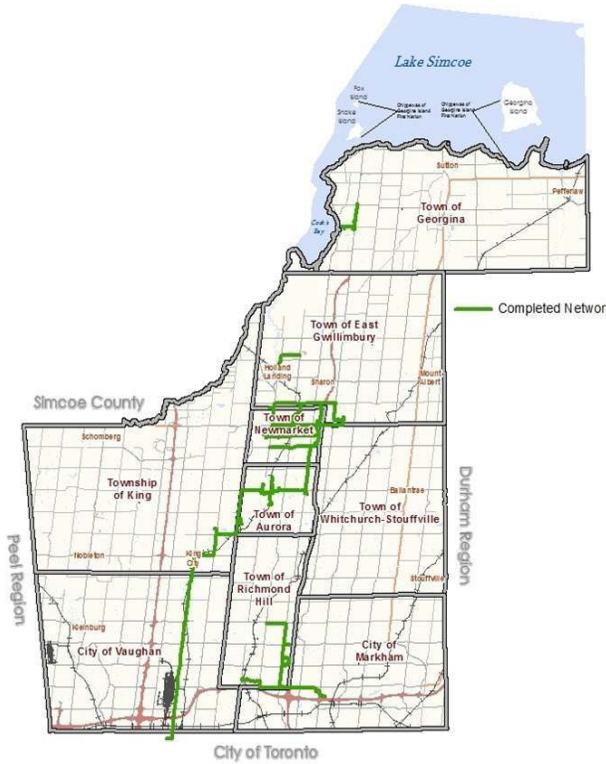 Lake Simcoe
Fox
Island
Snake
Island
Chippewas of
Georgina Island
First Nation
Chippewas of
Georgina Island
First Nation
Georgina
Island
Sutton
Pefferlaw
Town of
Georgina
Cook's
Bay
Completed Networ
Town of East
Gwillimbury
Holland
Landing
Sharon
Mount
Albert
Simcoe County
Town of
Newmarket
Schomberg
Township
of King
Ballantrae
Town of
Whitchurch-Stouffville
Town of
Aurora
Durham Region
Peel Region
Nobleton
King
City
Stouffville
Town of
Richmond
Hill
Kleinburg
City of Vaughan
City of
Markham
City of Toronto